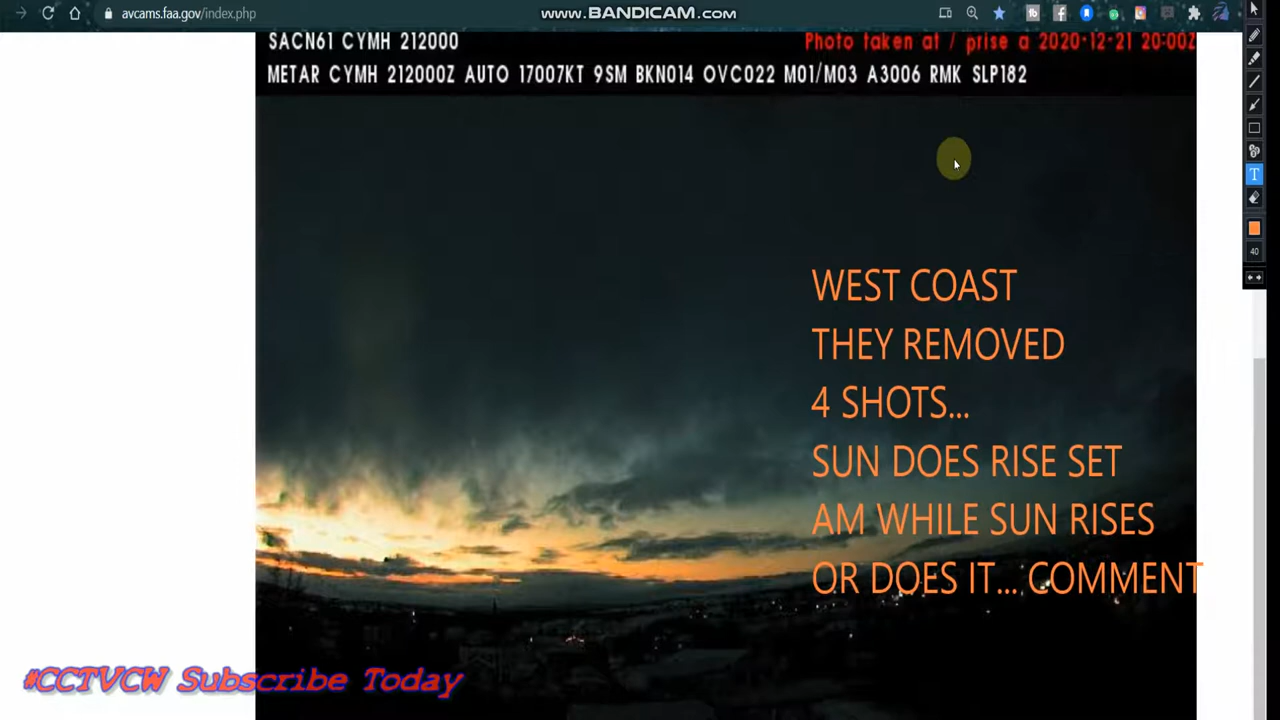 www.BANDICAM.com
avcams.faa.gov/index.php
SACN61 CYMH 212000
Photo taken at / prise a 2020-12-21 20:00Z
METAR CYMH 212000Z AUTO 17007KT 9SM BKN014 OVC022 M01/M03 A3006 RMK SLP182
T
40
WEST COAST
THEY REMOVED
4 SHOTS...
SUN DOES RISE SET
AM WHILE SUN RISES
OR DOES IT... COMMENT
#CCTVCW Subscribe Today